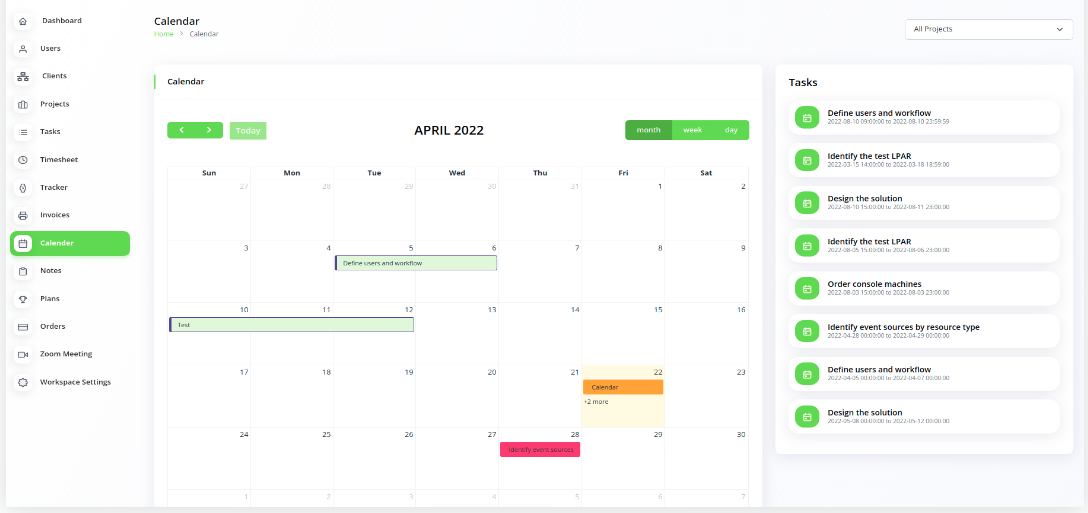 Dashboard
Users
Clients
Projects
Tasks
Timesheet
Tracker
Invoices
Calender
Notes
Plans
Orders
Zoom Meeting
Workspace Settings
Calendar
Home > Calendar
All Projects
Calendar
Today
APRIL 2022
month week day
Sun Mon Tue Wed Thu Fri Sat
27 28 29 30 31 1 2
3 4 5 6 7 8 9
Define users and workflow
10 11 12 13 14 15 16
Test
17 18 19 20 21 22 23
Calendar
+2 more
24 25 26 27 28 29 30
Identify event sources
1 2 3 4 5 6 7
Tasks
Define users and workflow
2022-08-10 09:00:00 to 2022-08-10 23:59:59
Identify the test LPAR
2022-03-15 14:00:00 to 2022-03-18 18:59:00
Design the solution
2022-08-10 15:00:00 to 2022-08-11 23:00:00
Identify the test LPAR
2022-08-05 15:00:00 to 2022-08-06 23:00:00
Order console machines
2022-08-03 15:00:00 to 2022-08-03 23:00:00
Identify event sources by resource type
2022-04-28 00:00:00 to 2022-04-29 00:00:00
Define users and workflow
2022-04-05 00:00:00 to 2022-04-07 00:00:00
Design the solution
2022-05-08 00:00:00 to 2022-05-12 00:00:00